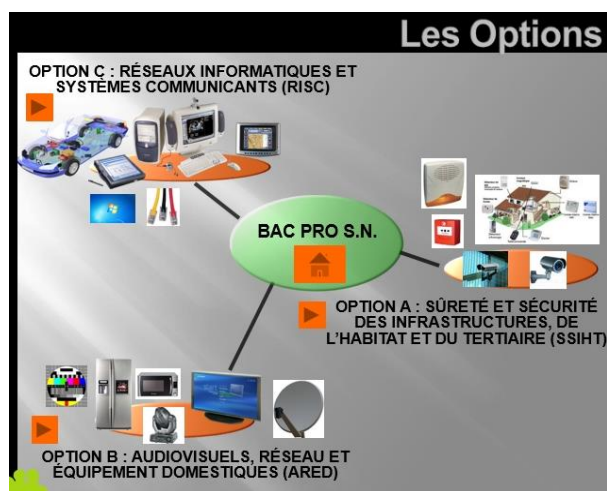 Les Options
OPTION C : RÉSEAUX INFORMATIQUES ET
SYSTÈMES COMMUNICANTS (RISC)
BAC PRO S.N.
OPTION A : SÛRETÉ ET SÉCURITÉ
DES INFRASTRUCTURES, DE
L'HABITAT ET DU TERTIAIRE (SSIHT)
OPTION B : AUDIOVISUELS, RÉSEAU ET
ÉQUIPEMENT DOMESTIQUES (ARED)